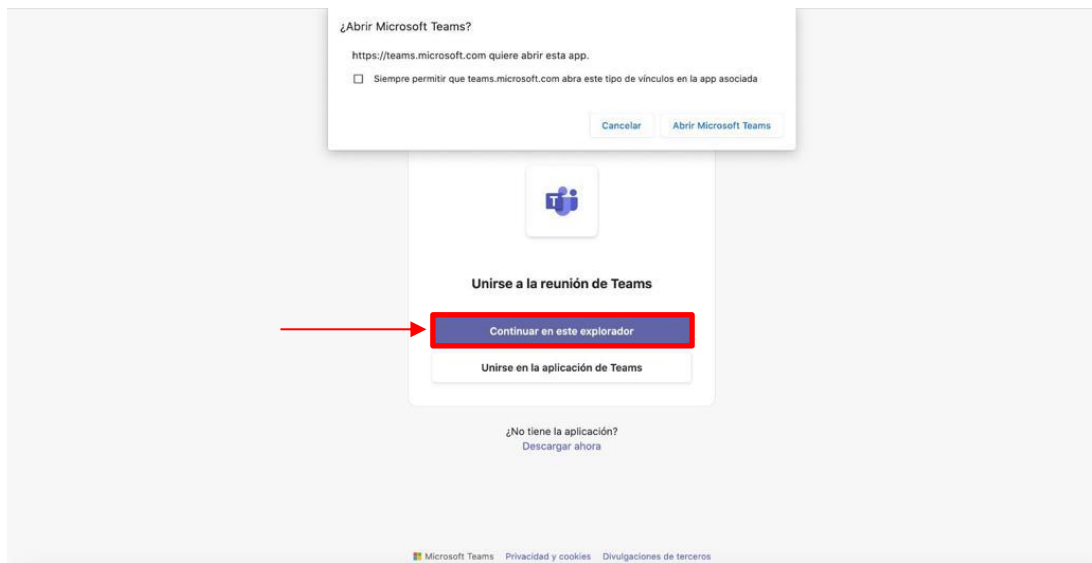 ¿Abrir Microsoft Teams?
https://teams.microsoft.com quiere abrir esta app.
Siempre permitir que teams.microsoft.com abra este tipo de vínculos en la app asociada
Cancelar Abrir Microsoft Teams
T
Unirse a la reunión de Teams
Continuar en este explorador
Unirse en la aplicación de Teams
¿No tiene la aplicación?
Descargar ahora
Microsoft Teams Privacidad y cookies Divulgaciones de terceros